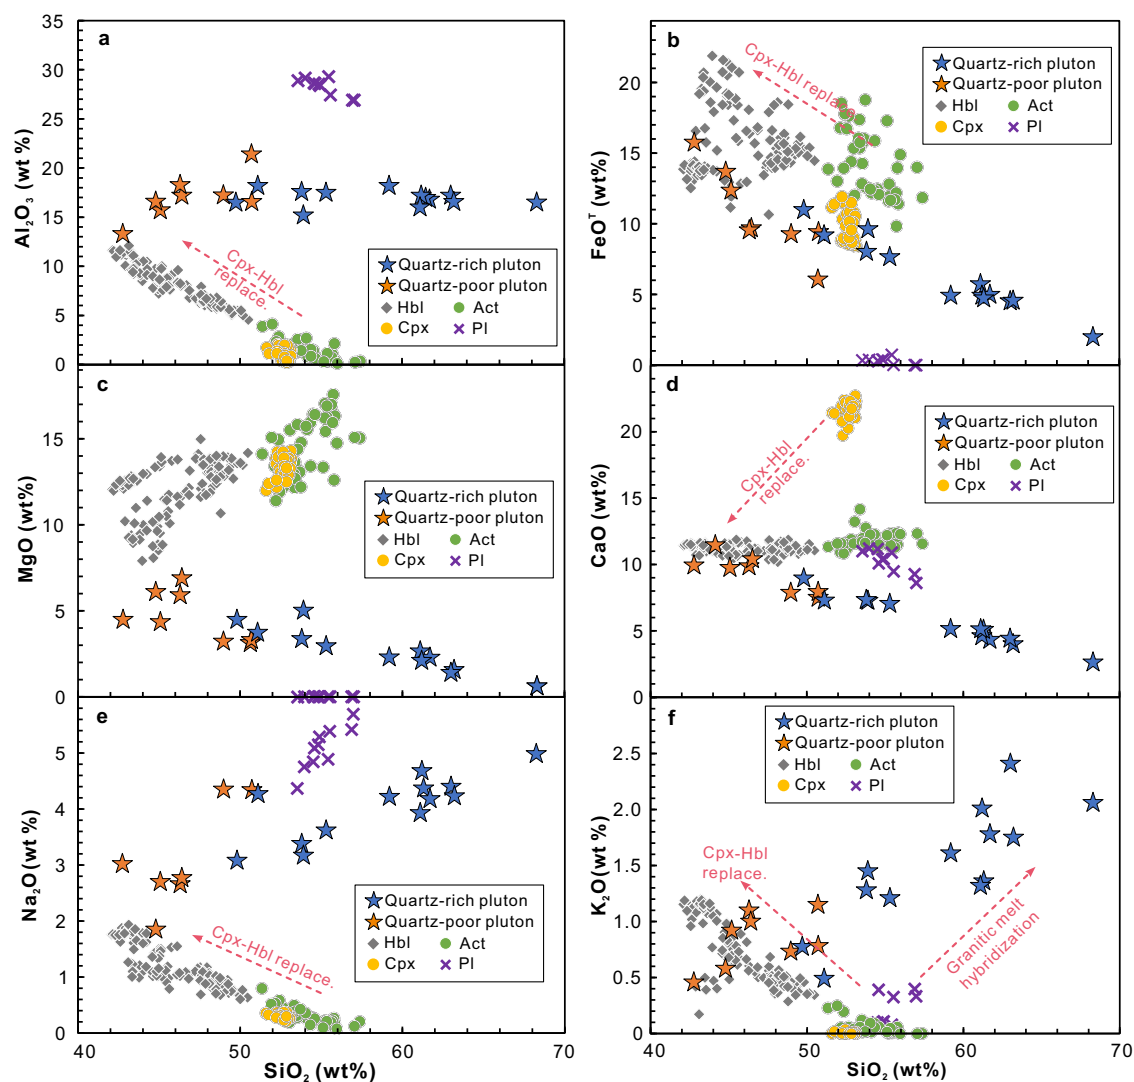 a
35
30
25
20
15
10
5
0
Al₂O₃ (wt %)
Cpx-Hbl
replace.
Quartz-rich pluton
Quartz-poor pluton
Hbl Act
Cpx Pl
b
20
15
10
5
0
FeOᵀ (wt%)
Cpx-Hbl replace.
Quartz-rich pluton
Quartz-poor pluton
Hbl Act
Cpx Pl
c
15
10
5
0
MgO (wt%)
Quartz-rich pluton
Quartz-poor pluton
Hbl Act
Cpx Pl
d
20
15
10
5
0
CaO (wt%)
Cpx-Hbl
replace.
Quartz-rich pluton
Quartz-poor pluton
Hbl Act
Cpx Pl
e
5
4
3
2
1
0
Na₂O (wt %)
Cpx-Hbl replace.
Quartz-rich pluton
Quartz-poor pluton
Hbl Act
Cpx Pl
40 50 60 70
SiO₂ (wt%)
f
2.5
2.0
1.5
1.0
0.5
0
K₂O(wt %)
Quartz-rich pluton
Quartz-poor pluton
Hbl Act
Cpx Pl
Cpx-Hbl
replace.
Granitic melt
hybridization
40 50 60 70
SiO₂ (wt%)